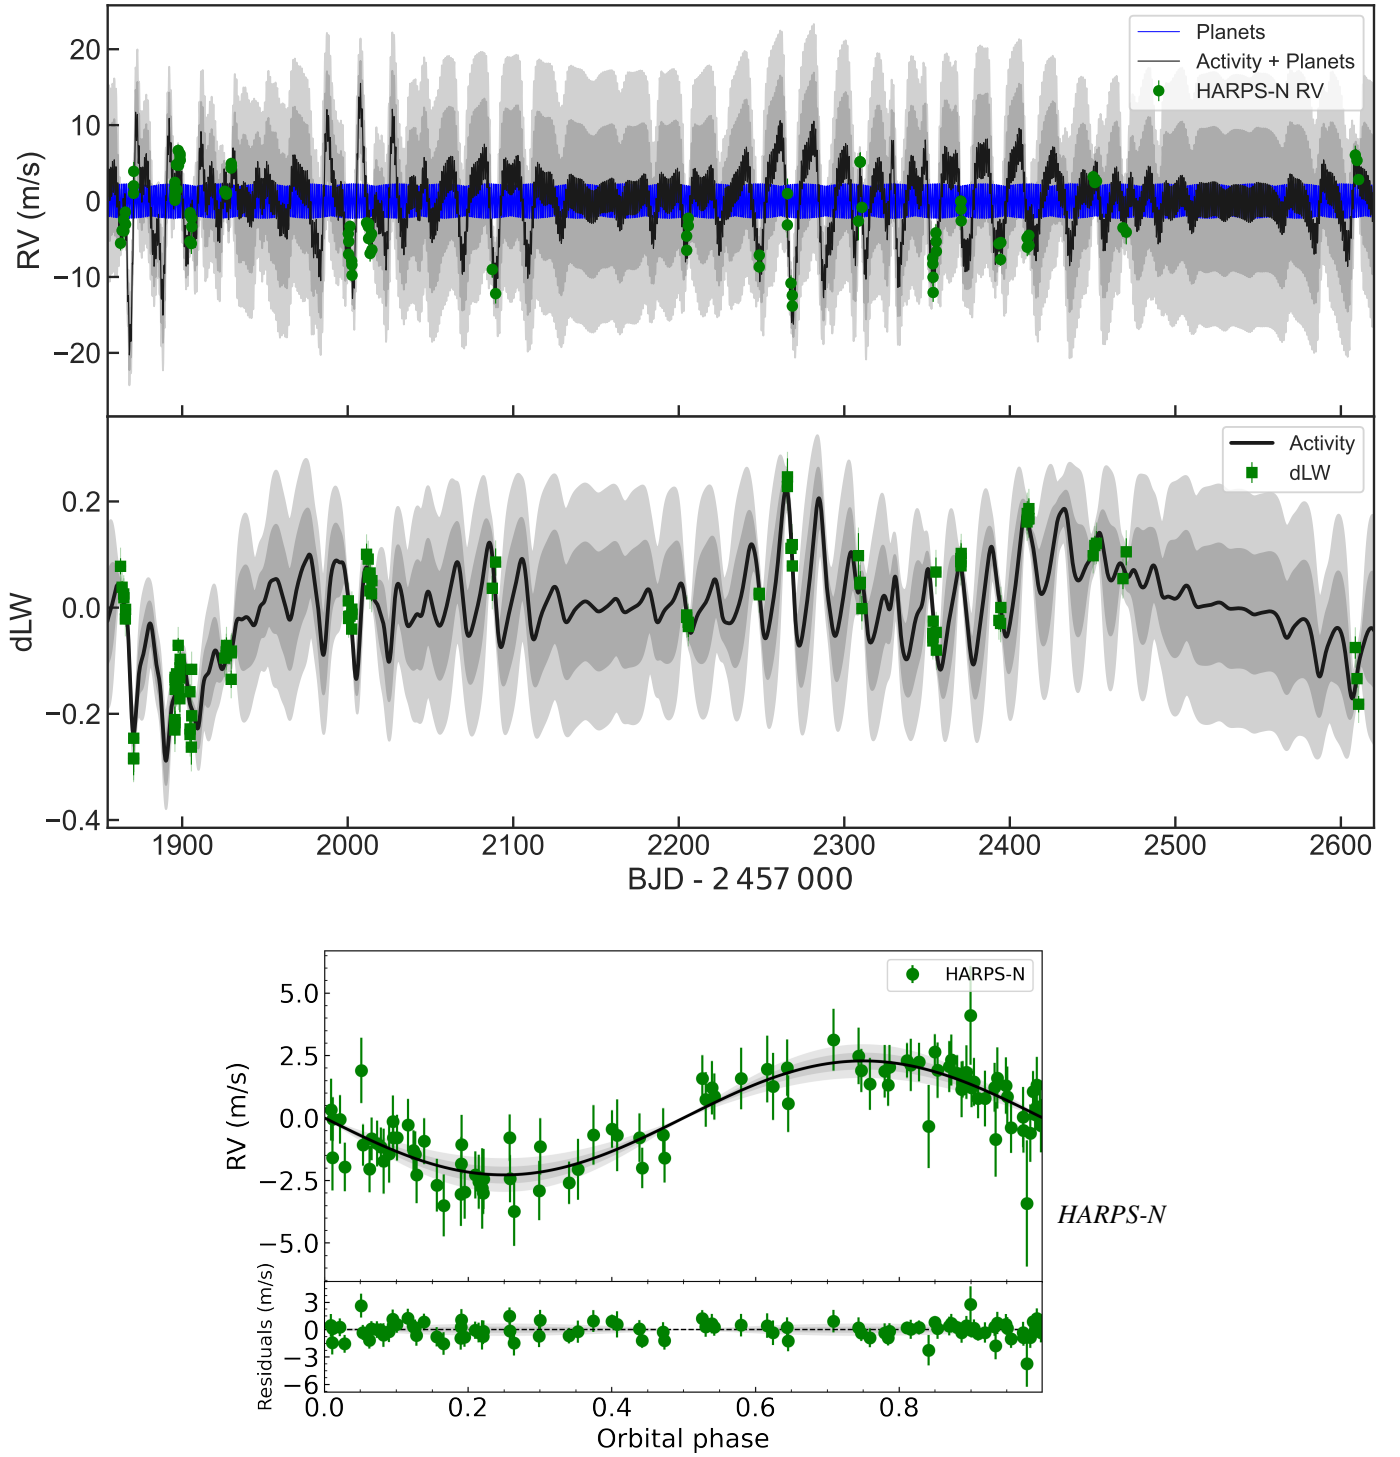 20
10
0
−10
−20
RV (m/s)
Planets
Activity + Planets
HARPS-N RV
0.2
0.0
−0.2
−0.4
dLW
Activity
dLW
1900 2000 2100 2200 2300 2400 2500 2600
BJD - 2 457 000
5.0
2.5
0.0
−2.5
−5.0
RV (m/s)
HARPS-N
HARPS-N
3
0
−3
−6
Residuals (m/s)
0.0 0.2 0.4 0.6 0.8
Orbital phase